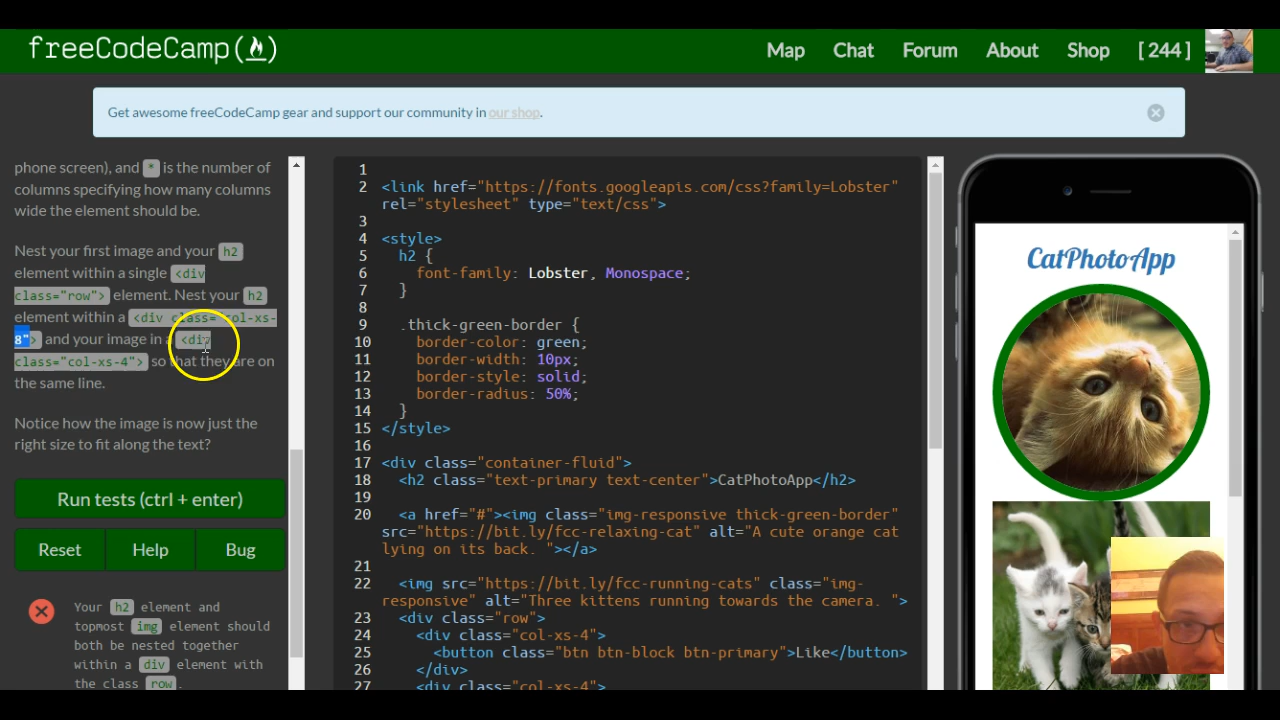 freeCodeCamp(🔥)
Map Chat Forum About Shop [ 244 ]
Get awesome freeCodeCamp gear and support our community in our shop.
phone screen), and * is the number of
columns specifying how many columns
wide the element should be.
Nest your first image and your h2
element within a single <div
class="row"> element. Nest your h2
element within a <div class="col-xs-
8"> and your image in a <div
class="col-xs-4"> so that they are on
the same line.
Notice how the image is now just the
right size to fit along the text?
Run tests (ctrl + enter)
Reset Help Bug
Your h2 element and
topmost img element should
both be nested together
within a div element with
the class row.
1
2 <link href="https://fonts.googleapis.com/css?family=Lobster"
rel="stylesheet" type="text/css">
3
4 <style>
5 h2 {
6 font-family: Lobster, Monospace;
7 }
8
9 .thick-green-border {
10 border-color: green;
11 border-width: 10px;
12 border-style: solid;
13 border-radius: 50%;
14 }
15 </style>
16
17 <div class="container-fluid">
18 <h2 class="text-primary text-center">CatPhotoApp</h2>
19
20 <a href="#"><img class="img-responsive thick-green-border"
src="https://bit.ly/fcc-relaxing-cat" alt="A cute orange cat
lying on its back. "></a>
21
22 <img src="https://bit.ly/fcc-running-cats" class="img-
responsive" alt="Three kittens running towards the camera. ">
23 <div class="row">
24 <div class="col-xs-4">
25 <button class="btn btn-block btn-primary">Like</button>
26 </div>
27 <div class="col-xs-4">
CatPhotoApp